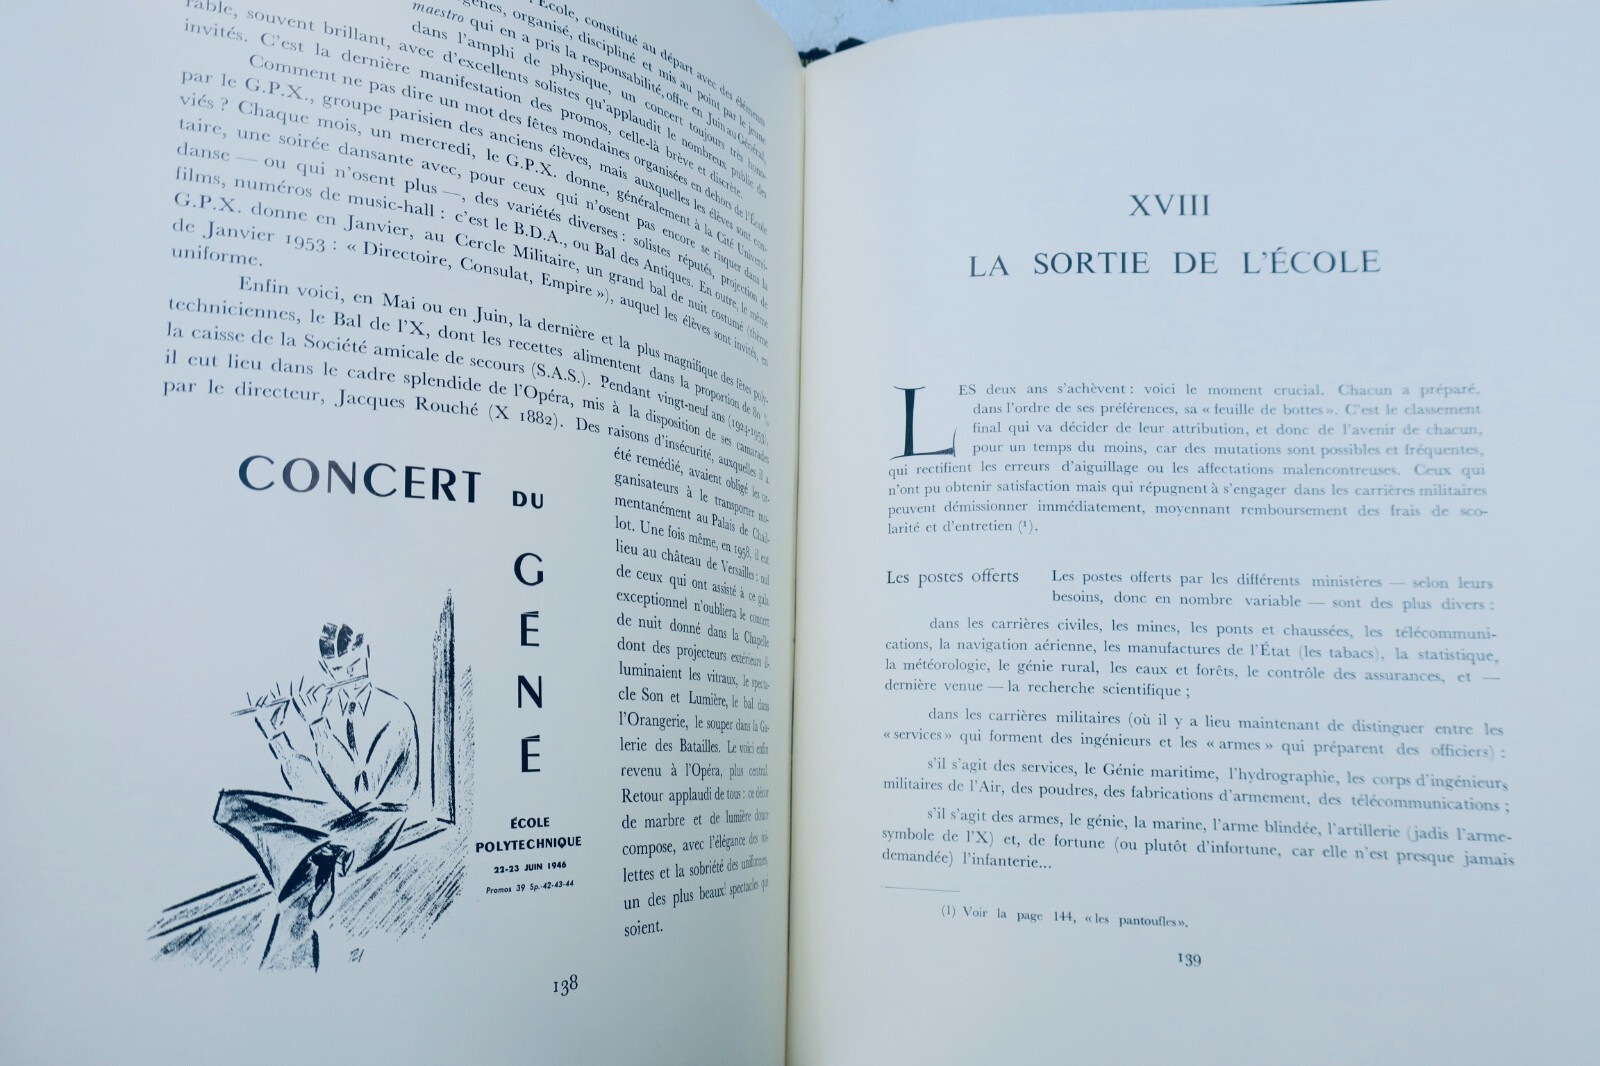 l'École, constitué au départ avec des éléments
gènes, organisé, discipliné et mis au point par le jeune
maestro qui en a pris la responsabilité, offre en Juin au Général,
dans l'amphi de physique, un concert toujours très hono-
rable, souvent brillant, avec d'excellents solistes qu'applaudit le nombreux public des
invités. C'est la dernière manifestation des promos, celle-là brève et discrète.
Comment ne pas dire un mot des fêtes mondaines organisées en dehors de l'École
par le G.P.X., groupe parisien des anciens élèves, mais auxquelles les élèves sont con-
viés ? Chaque mois, un mercredi, le G.P.X. donne, généralement à la Cité Universi-
taire, une soirée dansante avec, pour ceux qui n'osent pas encore se risquer dans la
danse — ou qui n'osent plus —, des variétés diverses : solistes réputés, projection de
films, numéros de music-hall : c'est le B.D.A., ou Bal des Antiques. En outre, le même
G.P.X. donne en Janvier, au Cercle Militaire, un grand bal de nuit costumé (thème
de Janvier 1953 : « Directoire, Consulat, Empire »), auquel les élèves sont invités, en
uniforme.
Enfin voici, en Mai ou en Juin, la dernière et la plus magnifique des fêtes poly-
techniciennes, le Bal de l'X, dont les recettes alimentent dans la proportion de 80 %
la caisse de la Société amicale de secours (S.A.S.). Pendant vingt-neuf ans (1924-1953),
il eut lieu dans le cadre splendide de l'Opéra, mis à la disposition de ses camarades
par le directeur, Jacques Rouché (X 1882). Des raisons d'insécurité, auxquelles il a
été remédié, avaient obligé les or-
ganisateurs à le transporter mo-
mentanément au Palais de Chail-
lot. Une fois même, en 1958, il eut
lieu au château de Versailles : nul
de ceux qui ont assisté à ce gala
exceptionnel n'oubliera le concert
de nuit donné dans la Chapelle
dont des projecteurs extérieurs il-
luminaient les vitraux, le specta-
cle Son et Lumière, le bal dans
l'Orangerie, le souper dans la Ga-
lerie des Batailles. Le voici enfin
revenu à l'Opéra, plus central.
Retour applaudi de tous : ce décor
de marbre et de lumière douce
compose, avec l'élégance des toi-
lettes et la sobriété des uniformes,
un des plus beaux spectacles qui
soient.
CONCERT DU
G
É
N
É
ÉCOLE
POLYTECHNIQUE
22-23 JUIN 1946
Promos 39 Sp.-42-43-44
138
XVIII
LA SORTIE DE L'ÉCOLE
LES deux ans s'achèvent : voici le moment crucial. Chacun a préparé,
dans l'ordre de ses préférences, sa « feuille de bottes ». C'est le classement
final qui va décider de leur attribution, et donc de l'avenir de chacun,
pour un temps du moins, car des mutations sont possibles et fréquentes,
qui rectifient les erreurs d'aiguillage ou les affectations malencontreuses. Ceux qui
n'ont pu obtenir satisfaction mais qui répugnent à s'engager dans les carrières militaires
peuvent démissionner immédiatement, moyennant remboursement des frais de sco-
larité et d'entretien (¹).
Les postes offerts Les postes offerts par les différents ministères — selon leurs
besoins, donc en nombre variable — sont des plus divers :
dans les carrières civiles, les mines, les ponts et chaussées, les télécommuni-
cations, la navigation aérienne, les manufactures de l'État (les tabacs), la statistique,
la météorologie, le génie rural, les eaux et forêts, le contrôle des assurances, et —
dernière venue — la recherche scientifique ;
dans les carrières militaires (où il y a lieu maintenant de distinguer entre les
« services » qui forment des ingénieurs et les « armes » qui préparent des officiers) :
s'il s'agit des services, le Génie maritime, l'hydrographie, les corps d'ingénieurs
militaires de l'Air, des poudres, des fabrications d'armement, des télécommunications ;
s'il s'agit des armes, le génie, la marine, l'arme blindée, l'artillerie (jadis l'arme-
symbole de l'X) et, de fortune (ou plutôt d'infortune, car elle n'est presque jamais
demandée) l'infanterie...
(1) Voir la page 144, « les pantoufles ».
139